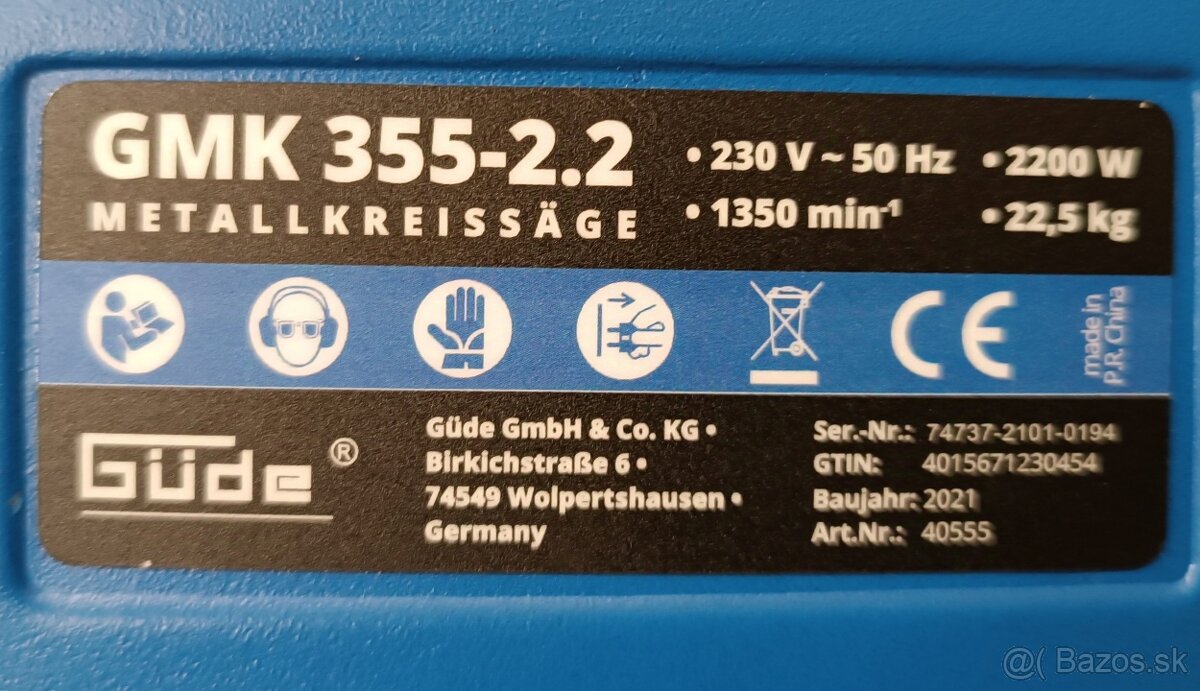 GMK 355-2.2
METALLKREISSÄGE
• 230 V ~ 50 Hz • 2200 W
• 1350 min-1 • 22,5 kg
CE
made in
P.R. China
Güde ®
Güde GmbH & Co. KG •
Birkichstraße 6 •
74549 Wolpertshausen •
Germany
Ser.-Nr.: 74737-2101-0194
GTIN: 4015671230454
Baujahr: 2021
Art.Nr.: 40555
@( Bazos.sk